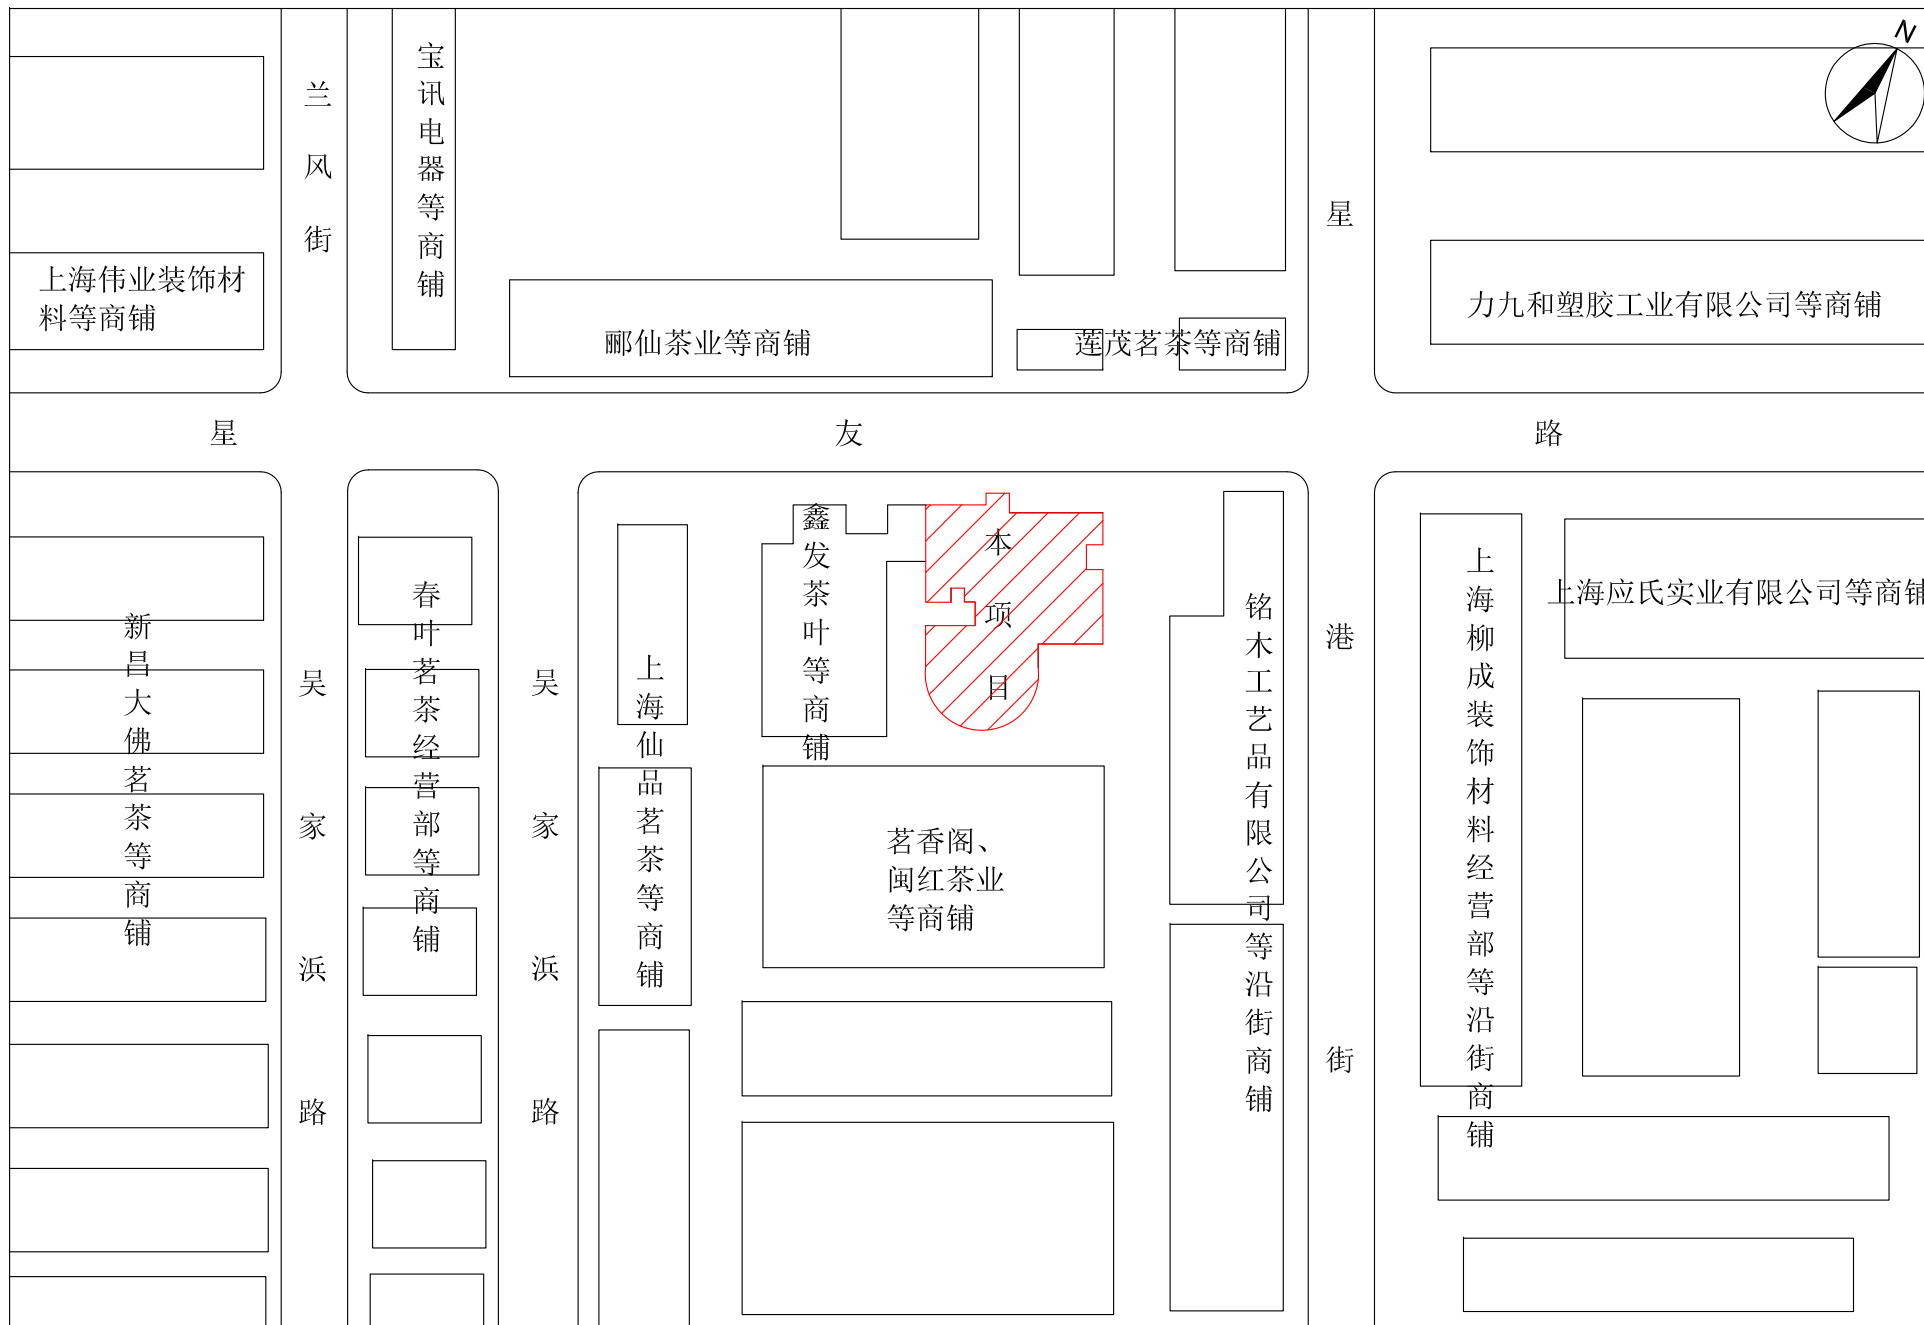 N
兰风街
宝讯电器等商铺
上海伟业装饰材
料等商铺
郦仙茶业等商铺
莲茂茗茶等商铺
力九和塑胶工业有限公司等商铺
星友路
星港街
新昌大佛茗茶等商铺
吴家浜路
春叶茗茶经营部等商铺
吴家浜路
上海仙品茗茶等商铺
鑫发茶叶等商铺
本项目
茗香阁、
闽红茶业
等商铺
铭木工艺品有限公司等沿街商铺
上海柳成装饰材料经营部等沿街商铺
上海应氏实业有限公司等商铺